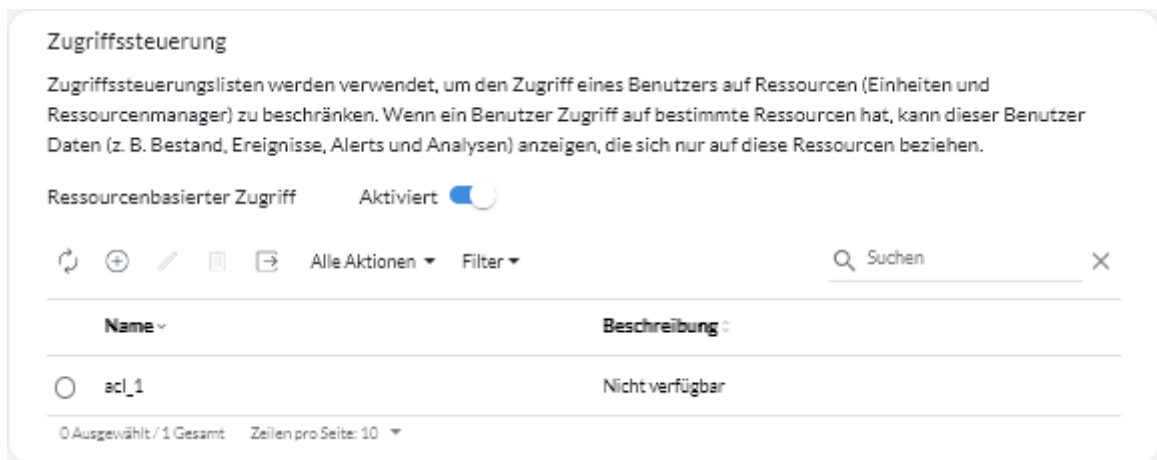 Zugriffssteuerung
Zugriffssteuerungslisten werden verwendet, um den Zugriff eines Benutzers auf Ressourcen (Einheiten und
Ressourcenmanager) zu beschränken. Wenn ein Benutzer Zugriff auf bestimmte Ressourcen hat, kann dieser Benutzer
Daten (z. B. Bestand, Ereignisse, Alerts und Analysen) anzeigen, die sich nur auf diese Ressourcen beziehen.
Ressourcenbasierter Zugriff Aktiviert
Alle Aktionen Filter Suchen
Name Beschreibung
acl_1 Nicht verfügbar
0 Ausgewählt / 1 Gesamt Zeilen pro Seite: 10